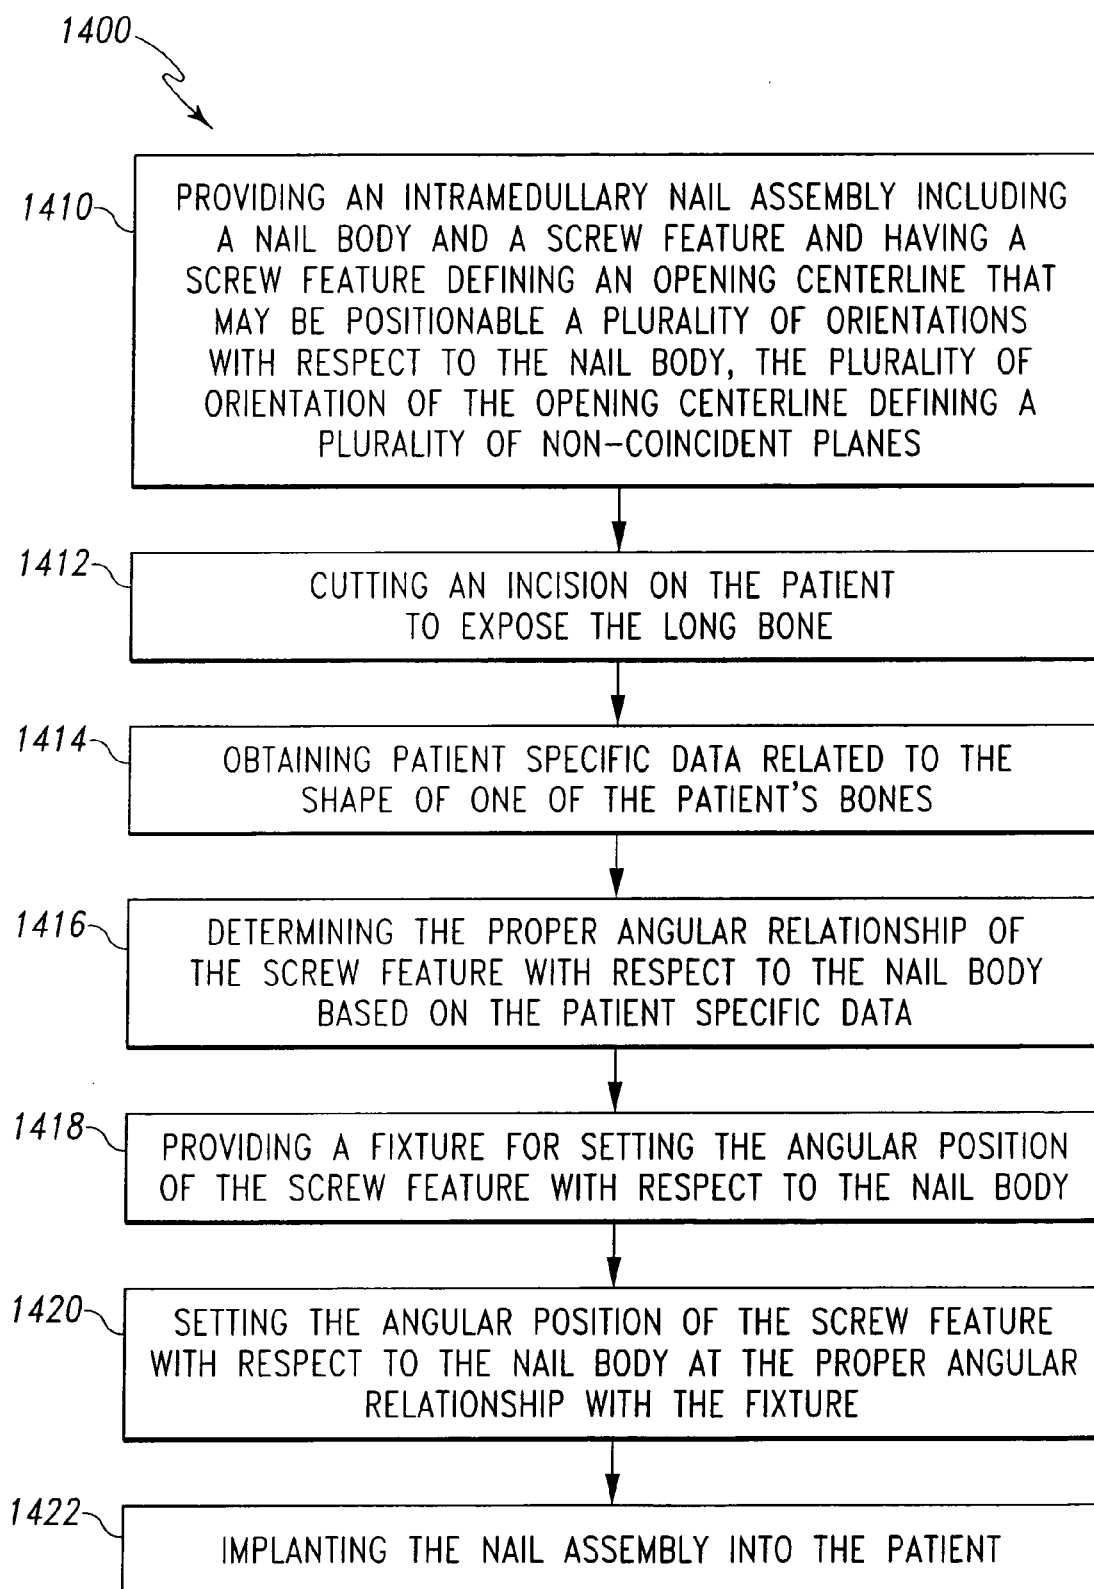 1400
1410
PROVIDING AN INTRAMEDULLARY NAIL ASSEMBLY INCLUDING
A NAIL BODY AND A SCREW FEATURE AND HAVING A
SCREW FEATURE DEFINING AN OPENING CENTERLINE THAT
MAY BE POSITIONABLE A PLURALITY OF ORIENTATIONS
WITH RESPECT TO THE NAIL BODY, THE PLURALITY OF
ORIENTATION OF THE OPENING CENTERLINE DEFINING A
PLURALITY OF NON-COINCIDENT PLANES
1412
CUTTING AN INCISION ON THE PATIENT
TO EXPOSE THE LONG BONE
1414
OBTAINING PATIENT SPECIFIC DATA RELATED TO THE
SHAPE OF ONE OF THE PATIENT'S BONES
1416
DETERMINING THE PROPER ANGULAR RELATIONSHIP OF
THE SCREW FEATURE WITH RESPECT TO THE NAIL BODY
BASED ON THE PATIENT SPECIFIC DATA
1418
PROVIDING A FIXTURE FOR SETTING THE ANGULAR POSITION
OF THE SCREW FEATURE WITH RESPECT TO THE NAIL BODY
1420
SETTING THE ANGULAR POSITION OF THE SCREW FEATURE
WITH RESPECT TO THE NAIL BODY AT THE PROPER ANGULAR
RELATIONSHIP WITH THE FIXTURE
1422
IMPLANTING THE NAIL ASSEMBLY INTO THE PATIENT